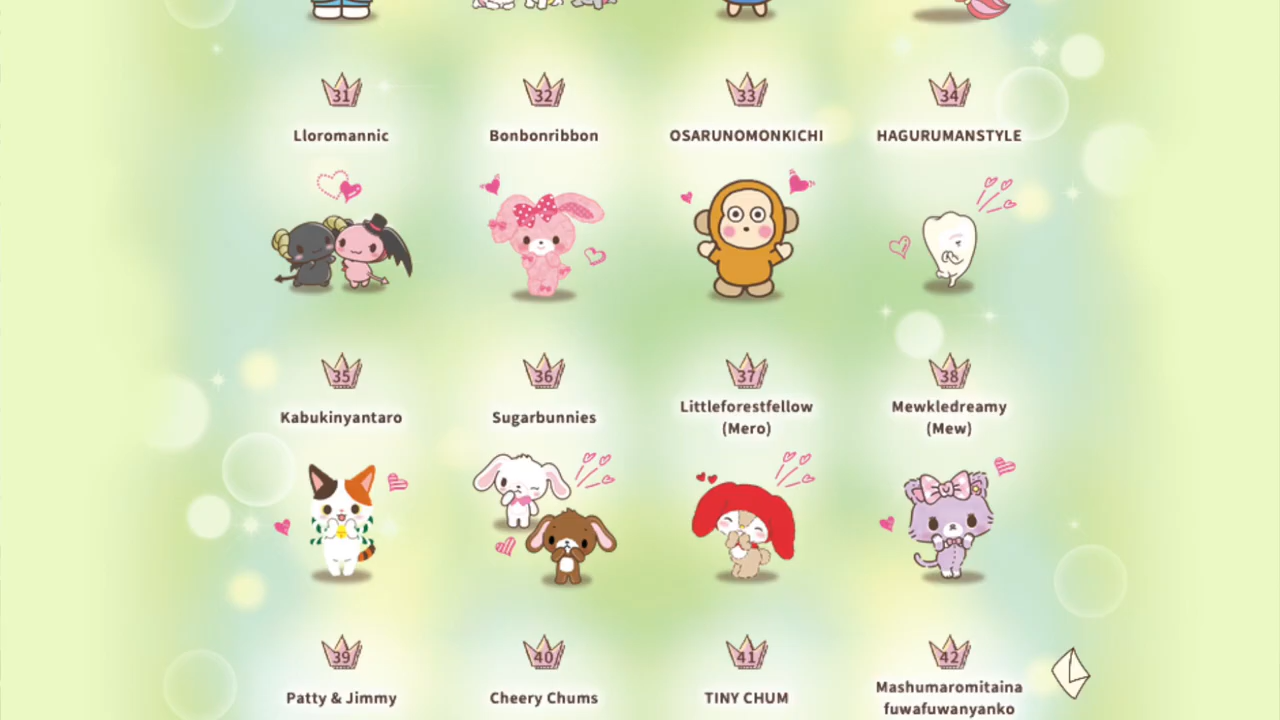 31
32
33
34
Lloromannic
Bonbonribbon
OSARUNOMONKICHI
HAGURUMANSTYLE
35
36
37
38
Kabukinyantaro
Sugarbunnies
Littleforestfellow
(Mero)
Mewkledreamy
(Mew)
39
40
41
42
Patty & Jimmy
Cheery Chums
TINY CHUM
Mashumaromitaina
fuwafuwanyanko